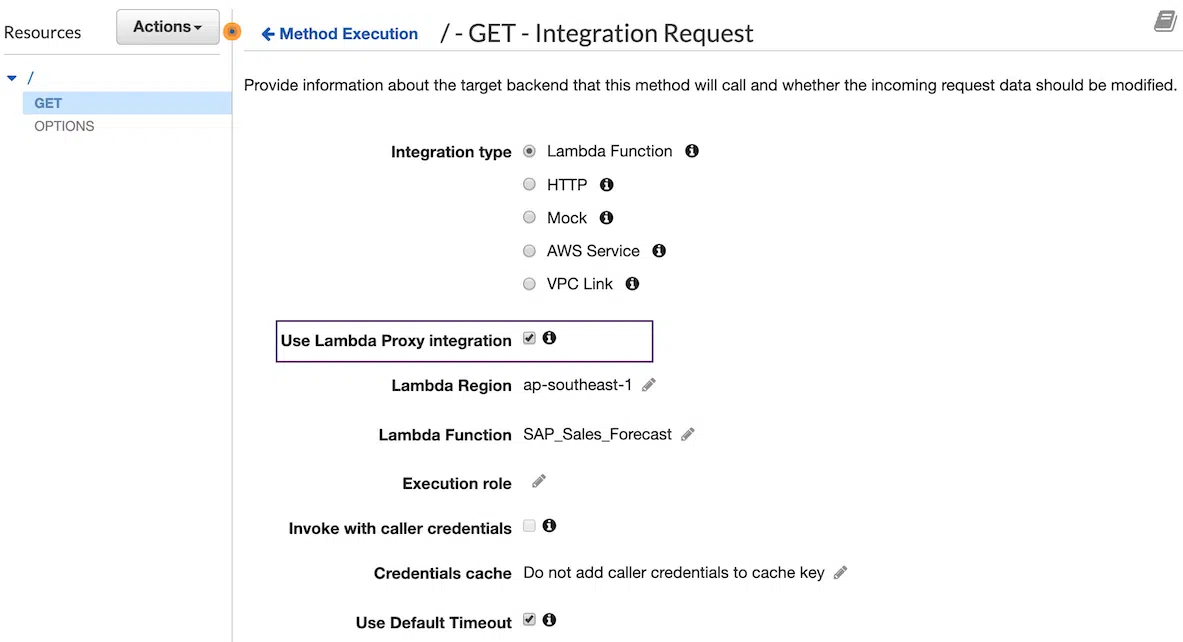 Resources
Actions
Method Execution
/ - GET - Integration Request
/
GET
OPTIONS
Provide information about the target backend that this method will call and whether the incoming request data should be modified.
Integration type
Lambda Function
HTTP
Mock
AWS Service
VPC Link
Use Lambda Proxy integration
Lambda Region ap-southeast-1
Lambda Function SAP_Sales_Forecast
Execution role
Invoke with caller credentials
Credentials cache Do not add caller credentials to cache key
Use Default Timeout